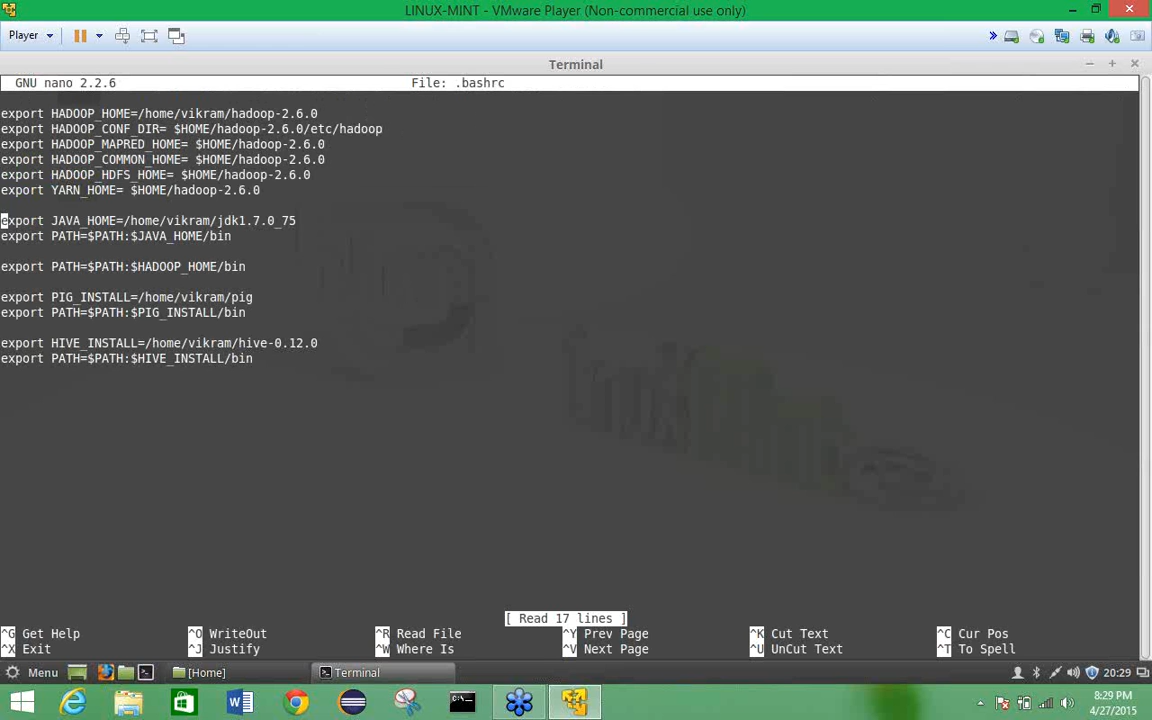 LINUX-MINT - VMware Player (Non-commercial use only)
Player
Terminal
GNU nano 2.2.6 File: .bashrc
export HADOOP_HOME=/home/vikram/hadoop-2.6.0
export HADOOP_CONF_DIR= $HOME/hadoop-2.6.0/etc/hadoop
export HADOOP_MAPRED_HOME= $HOME/hadoop-2.6.0
export HADOOP_COMMON_HOME= $HOME/hadoop-2.6.0
export HADOOP_HDFS_HOME= $HOME/hadoop-2.6.0
export YARN_HOME= $HOME/hadoop-2.6.0
export JAVA_HOME=/home/vikram/jdk1.7.0_75
export PATH=$PATH:$JAVA_HOME/bin
export PATH=$PATH:$HADOOP_HOME/bin
export PIG_INSTALL=/home/vikram/pig
export PATH=$PATH:$PIG_INSTALL/bin
export HIVE_INSTALL=/home/vikram/hive-0.12.0
export PATH=$PATH:$HIVE_INSTALL/bin
[ Read 17 lines ]
^G Get Help ^O WriteOut ^R Read File ^Y Prev Page ^K Cut Text ^C Cur Pos
^X Exit ^J Justify ^W Where Is ^V Next Page ^U UnCut Text ^T To Spell
Menu [Home] Terminal 20:29
8:29 PM
4/27/2015